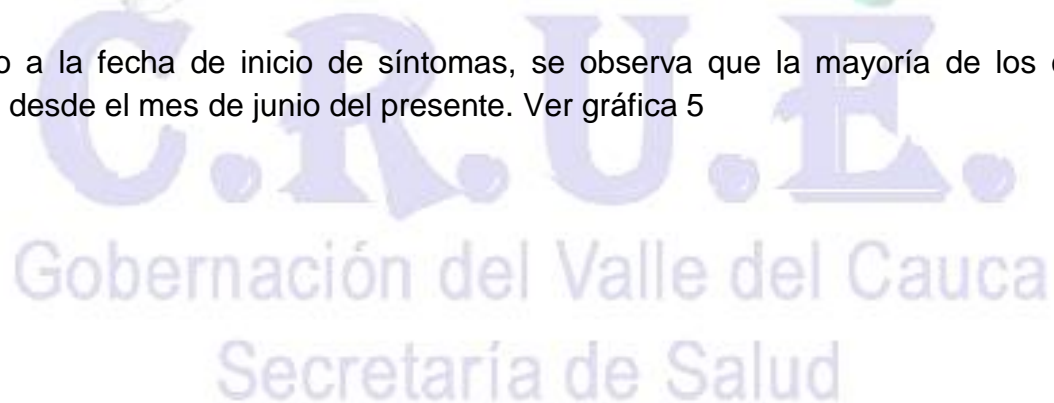 o a la fecha de inicio de síntomas, se observa que la mayoría de los
desde el mes de junio del presente. Ver gráfica 5
C.R.U.E.
Gobernación del Valle del Cauca
Secretaría de Salud